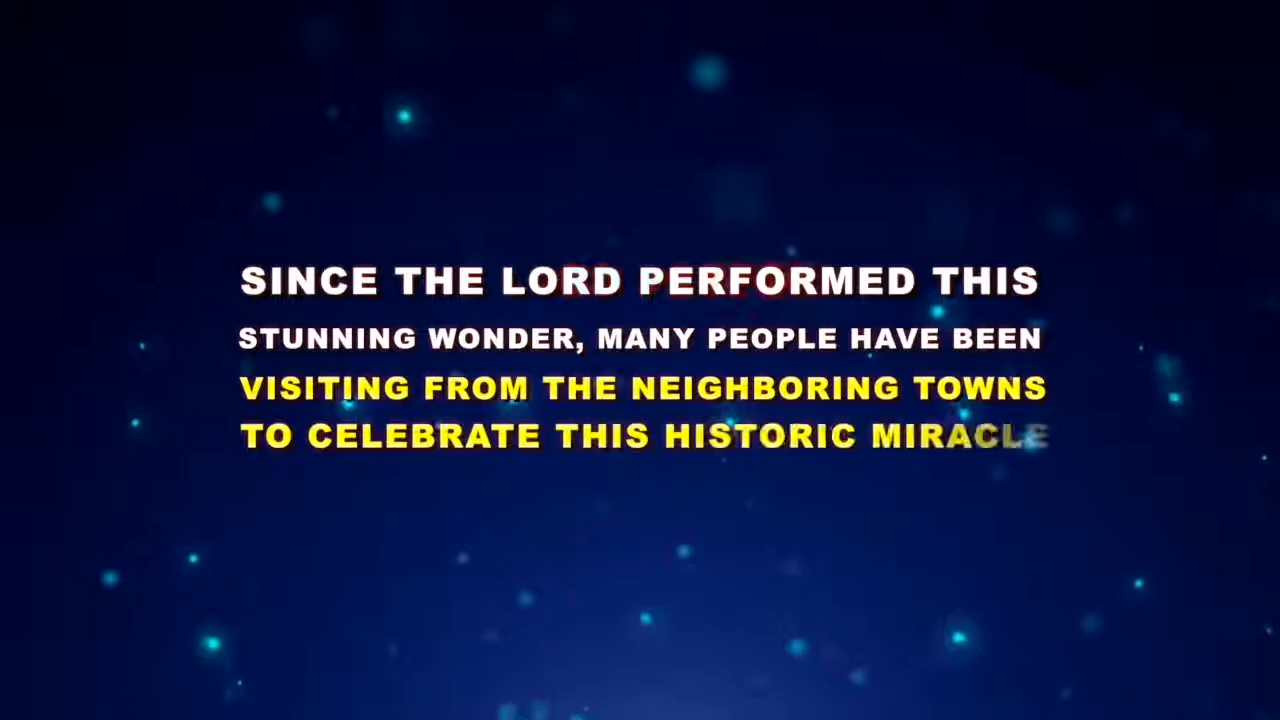 SINCE THE LORD PERFORMED THIS
STUNNING WONDER, MANY PEOPLE HAVE BEEN
VISITING FROM THE NEIGHBORING TOWNS
TO CELEBRATE THIS HISTORIC MIRACLE